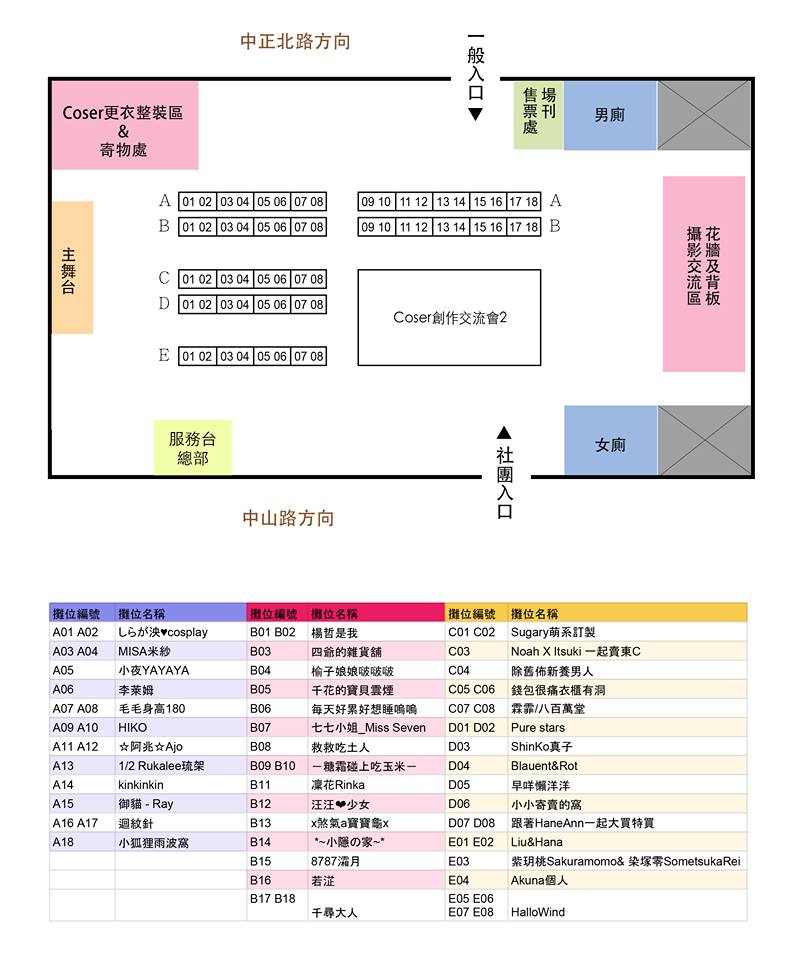 中正北路方向
一般入口
▼
Coser更衣整裝區
&
寄物處
場刊
售票處
男廁
主舞台
A 01 02 03 04 05 06 07 08 09 10 11 12 13 14 15 16 17 18 A
B 01 02 03 04 05 06 07 08 09 10 11 12 13 14 15 16 17 18 B
C 01 02 03 04 05 06 07 08
D 01 02 03 04 05 06 07 08
E 01 02 03 04 05 06 07 08
Coser創作交流會2
花牆及背板
攝影交流區
服務台
總部
女廁
▲
社團入口
中山路方向
攤位編號 攤位名稱 攤位編號 攤位名稱 攤位編號 攤位名稱
A01 A02 しらが泱♥cosplay B01 B02 楊哲是我 C01 C02 Sugary萌系訂製
A03 A04 MISA米紗 B03 四爺的雜貨舖 C03 Noah X Itsuki 一起賣東C
A05 小夜YAYAYA B04 榆子娘娘啵啵啵 C04 除舊佈新養男人
A06 李萊姆 B05 千花的寶貝雲煙 C05 C06 錢包很痛衣櫃有洞
A07 A08 毛毛身高180 B06 每天好累好想睡嗚嗚 C07 C08 霖霏/八百萬堂
A09 A10 HIKO B07 七七小姐_Miss Seven D01 D02 Pure stars
A11 A12 ☆阿兆☆Ajo B08 救救吃土人 D03 ShinKo真子
A13 1/2 Rukalee琉架 B09 B10 －糖霜碰上吃玉米－ D04 Blauent&Rot
A14 kinkinkin B11 凜花Rinka D05 早咩懶洋洋
A15 御貓 - Ray B12 汪汪❤少女 D06 小小寄賣的窩
A16 A17 迴紋針 B13 x煞氣a寶寶龜x D07 D08 跟著HaneAnn一起大買特買
A18 小狐狸雨波窩 B14 *~小隱の家~* E01 E02 Liu&Hana
B15 8787霜月 E03 紫玥桃Sakuramomo& 染塚零SometsukaRei
B16 若 E04 Akuna個人
B17 B18 千尋大人 E05 E06
E07 E08 HalloWind